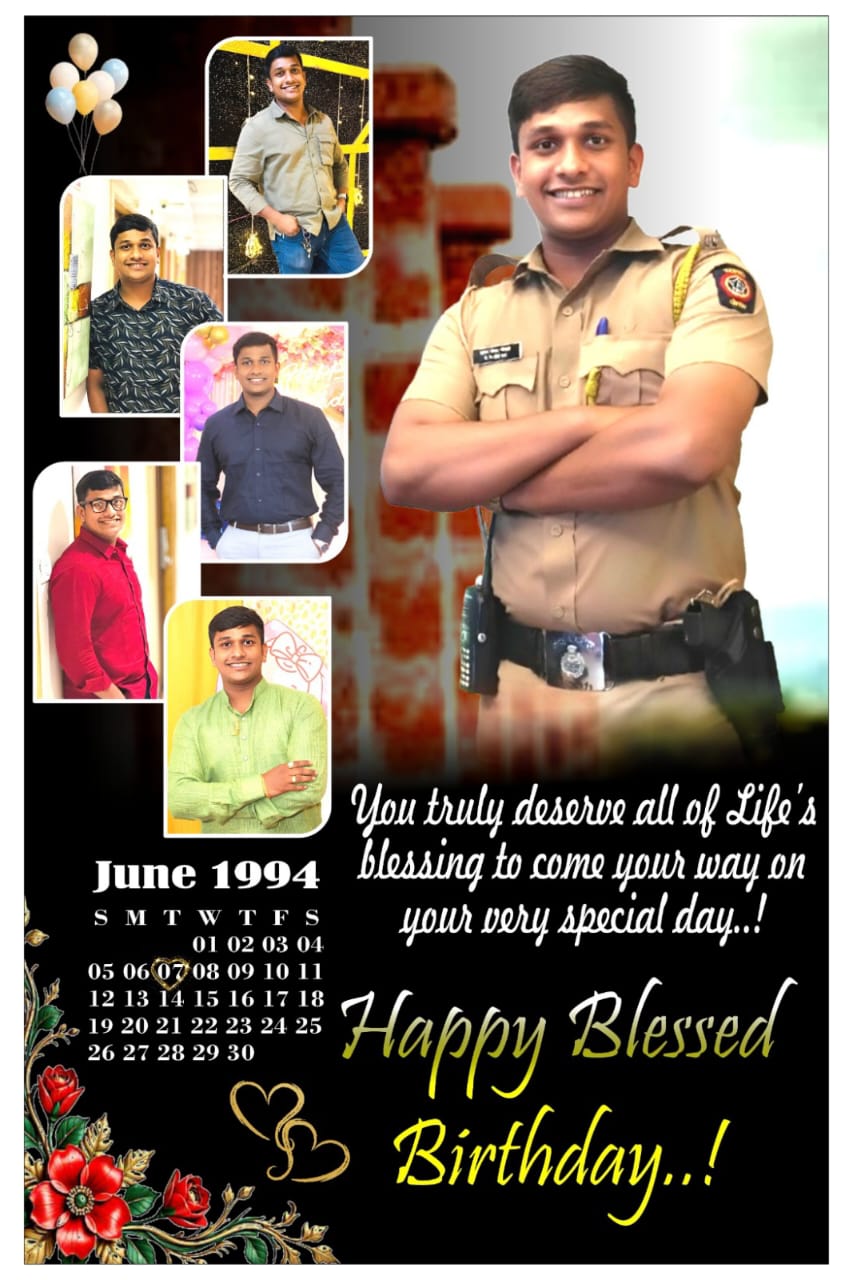 You truly deserve all of Life's
blessing to come your way on
your very special day..!
June 1994
S M T W T F S
01 02 03 04
05 06 07 08 09 10 11
12 13 14 15 16 17 18
19 20 21 22 23 24 25
26 27 28 29 30
Happy Blessed
Birthday..!